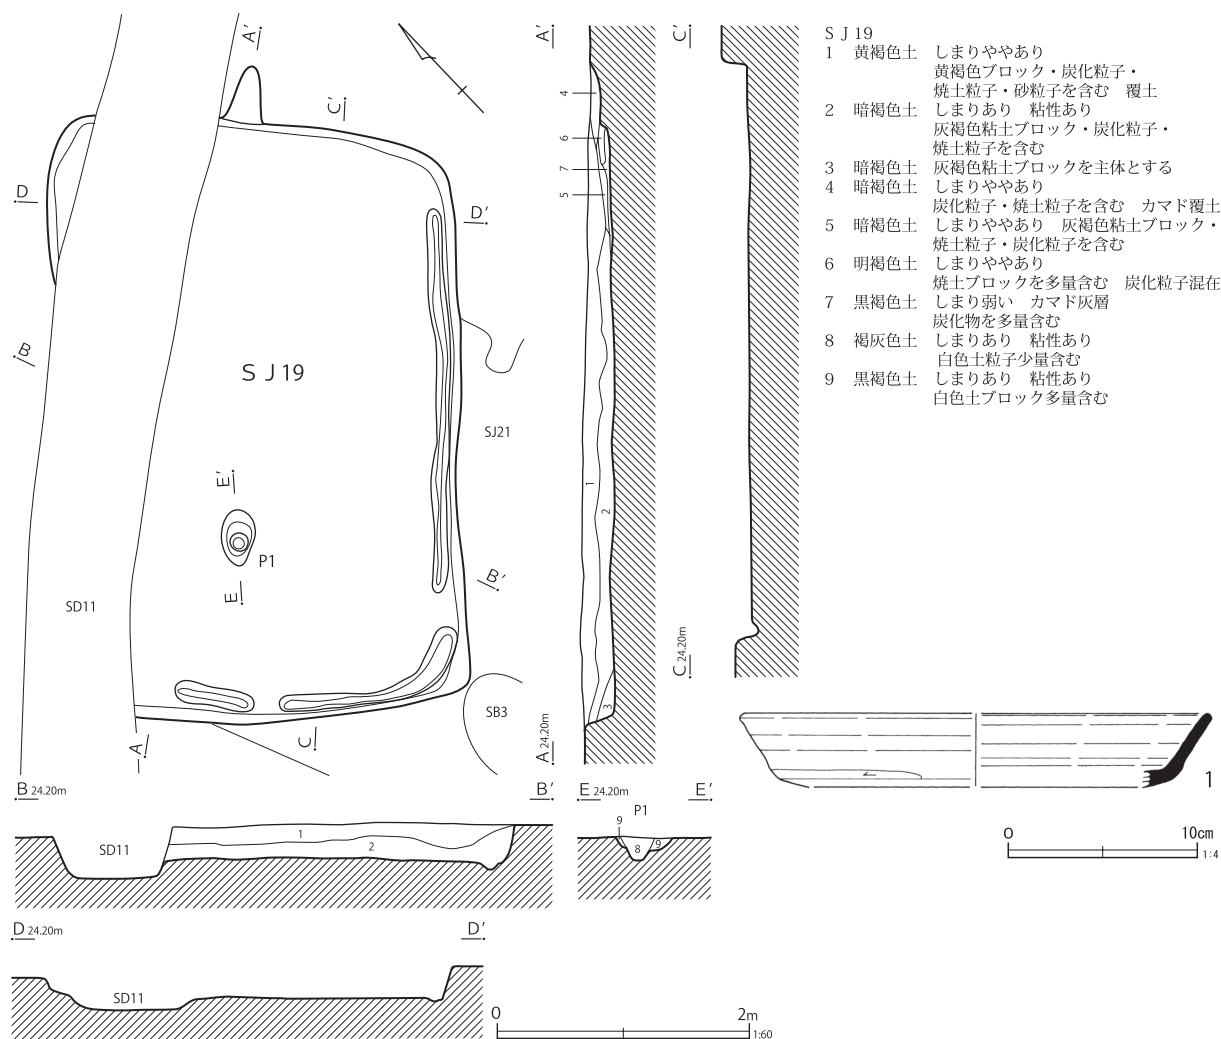 SJ19
1 黄褐色土 しまりややあり
黄褐色ブロック・炭化粒子・
焼土粒子・砂粒子を含む 覆土
2 暗褐色土 しまりあり 粘性あり
灰褐色粘土ブロック・炭化粒子・
焼土粒子を含む
3 暗褐色土 灰褐色粘土ブロックを主体とする
4 暗褐色土 しまりややあり
炭化粒子・焼土粒子を含む カマド覆土
5 暗褐色土 しまりややあり 灰褐色粘土ブロック・
焼土粒子・炭化粒子を含む
6 明褐色土 しまりややあり
焼土ブロックを多量含む 炭化粒子混在
7 黒褐色土 しまり弱い カマド灰層
炭化物を多量含む
8 褐灰色土 しまりあり 粘性あり
白色土粒子少量含む
9 黒褐色土 しまりあり 粘性あり
白色土ブロック多量含む
A'
C'
D
D'
B
SJ19
SJ21
E'
P1
E
B'
SD11
SB3
A
C
A'
4
6
7
5
1
2
3
A 24.20m
C'
C 24.20m
1
0 10cm
1:4
B 24.20m B'
SD11
1
2
E 24.20m E'
P1
9
8
9
D 24.20m D'
SD11
0 2m
1:60